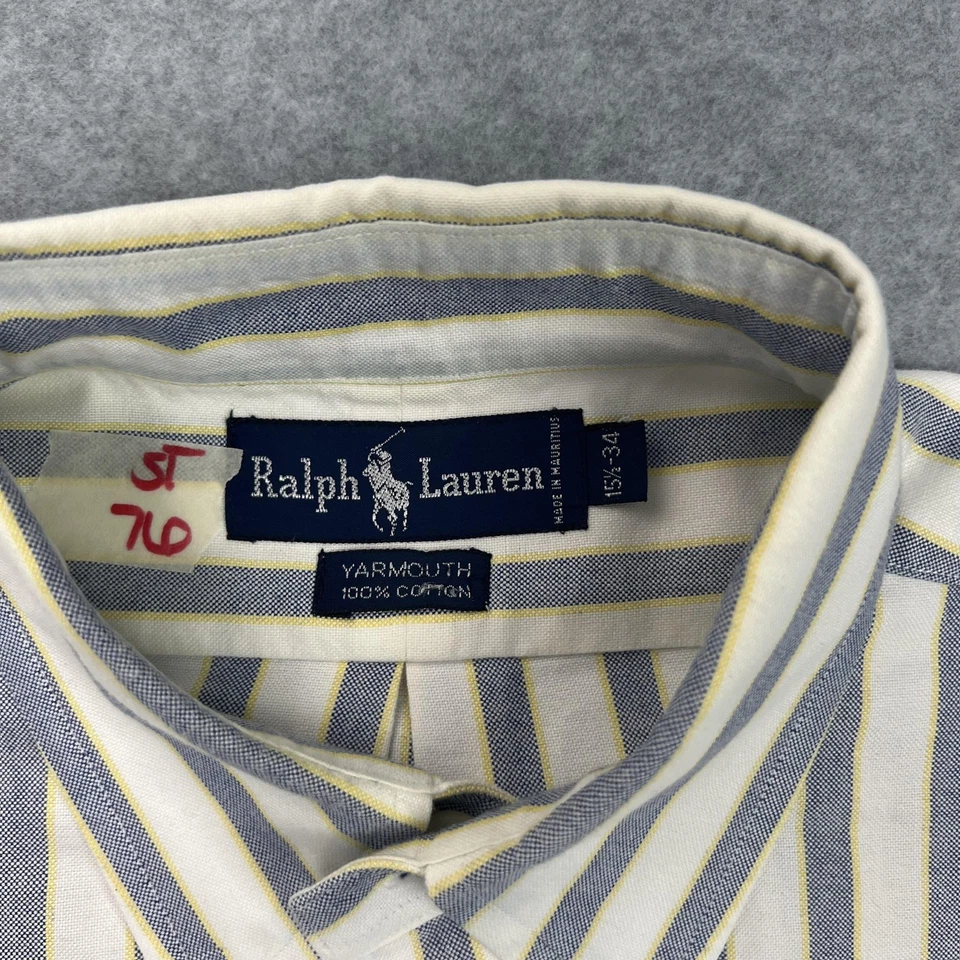 ST
76
Ralph Lauren
MADE IN MAURITIUS
15½-34
YARMOUTH
100% COTTON